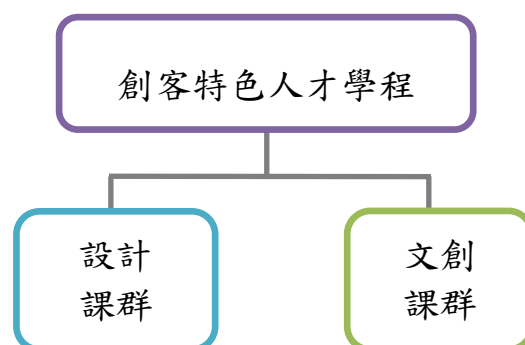 創客特色人才學程
設計
課群
文創
課群